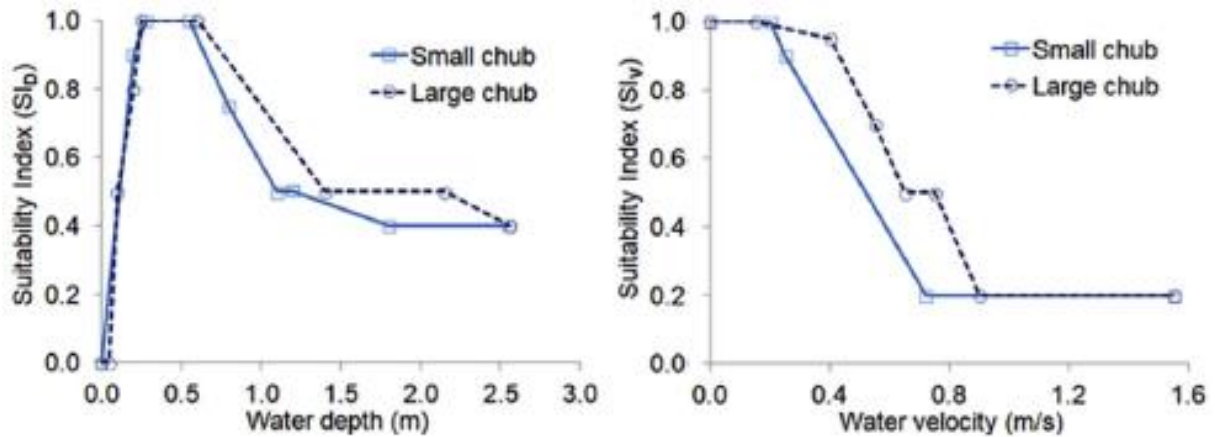 Suitability Index (SI_D)
1.0
0.8
0.6
0.4
0.2
0.0
0.0 0.5 1.0 1.5 2.0 2.5 3.0
Water depth (m)
Small chub
Large chub
Suitability Index (SI_V)
1.0
0.8
0.6
0.4
0.2
0.0
0.0 0.4 0.8 1.2 1.6
Water velocity (m/s)
Small chub
Large chub